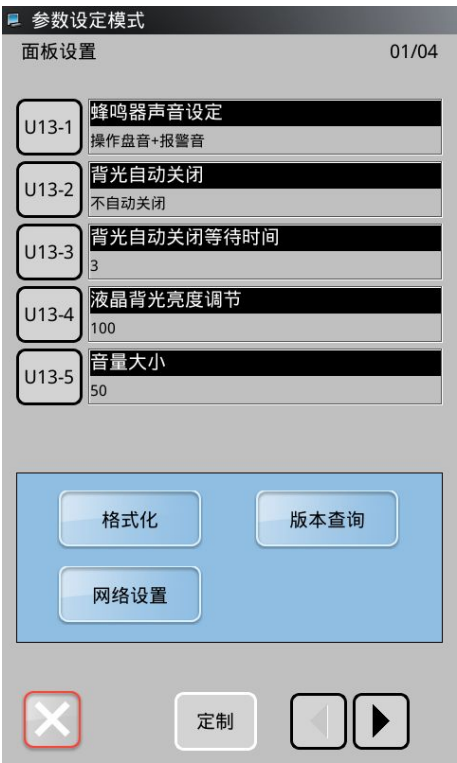 参数设定模式
面板设置 01/04
U13-1 蜂鸣器声音设定
操作盘音+报警音
U13-2 背光自动关闭
不自动关闭
U13-3 背光自动关闭等待时间
3
U13-4 液晶背光亮度调节
100
U13-5 音量大小
50
格式化 版本查询
网络设置
定制